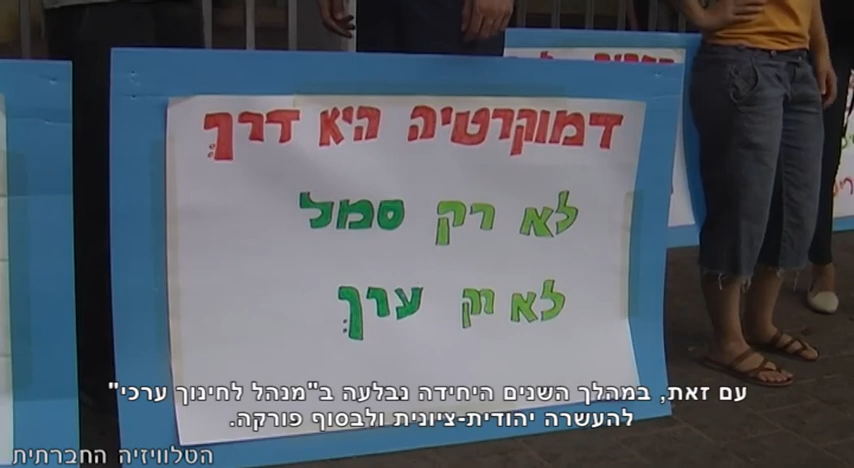 דמוקרטיה היא דרך
לא רק סמל
לא רק ערך
עם זאת, במהלך השנים היחידה נבלעה ב"מנהל לחינוך ערכי"
להעשרה יהודית-ציונית ולבסוף פורקה.
הטלוויזיה החברתית